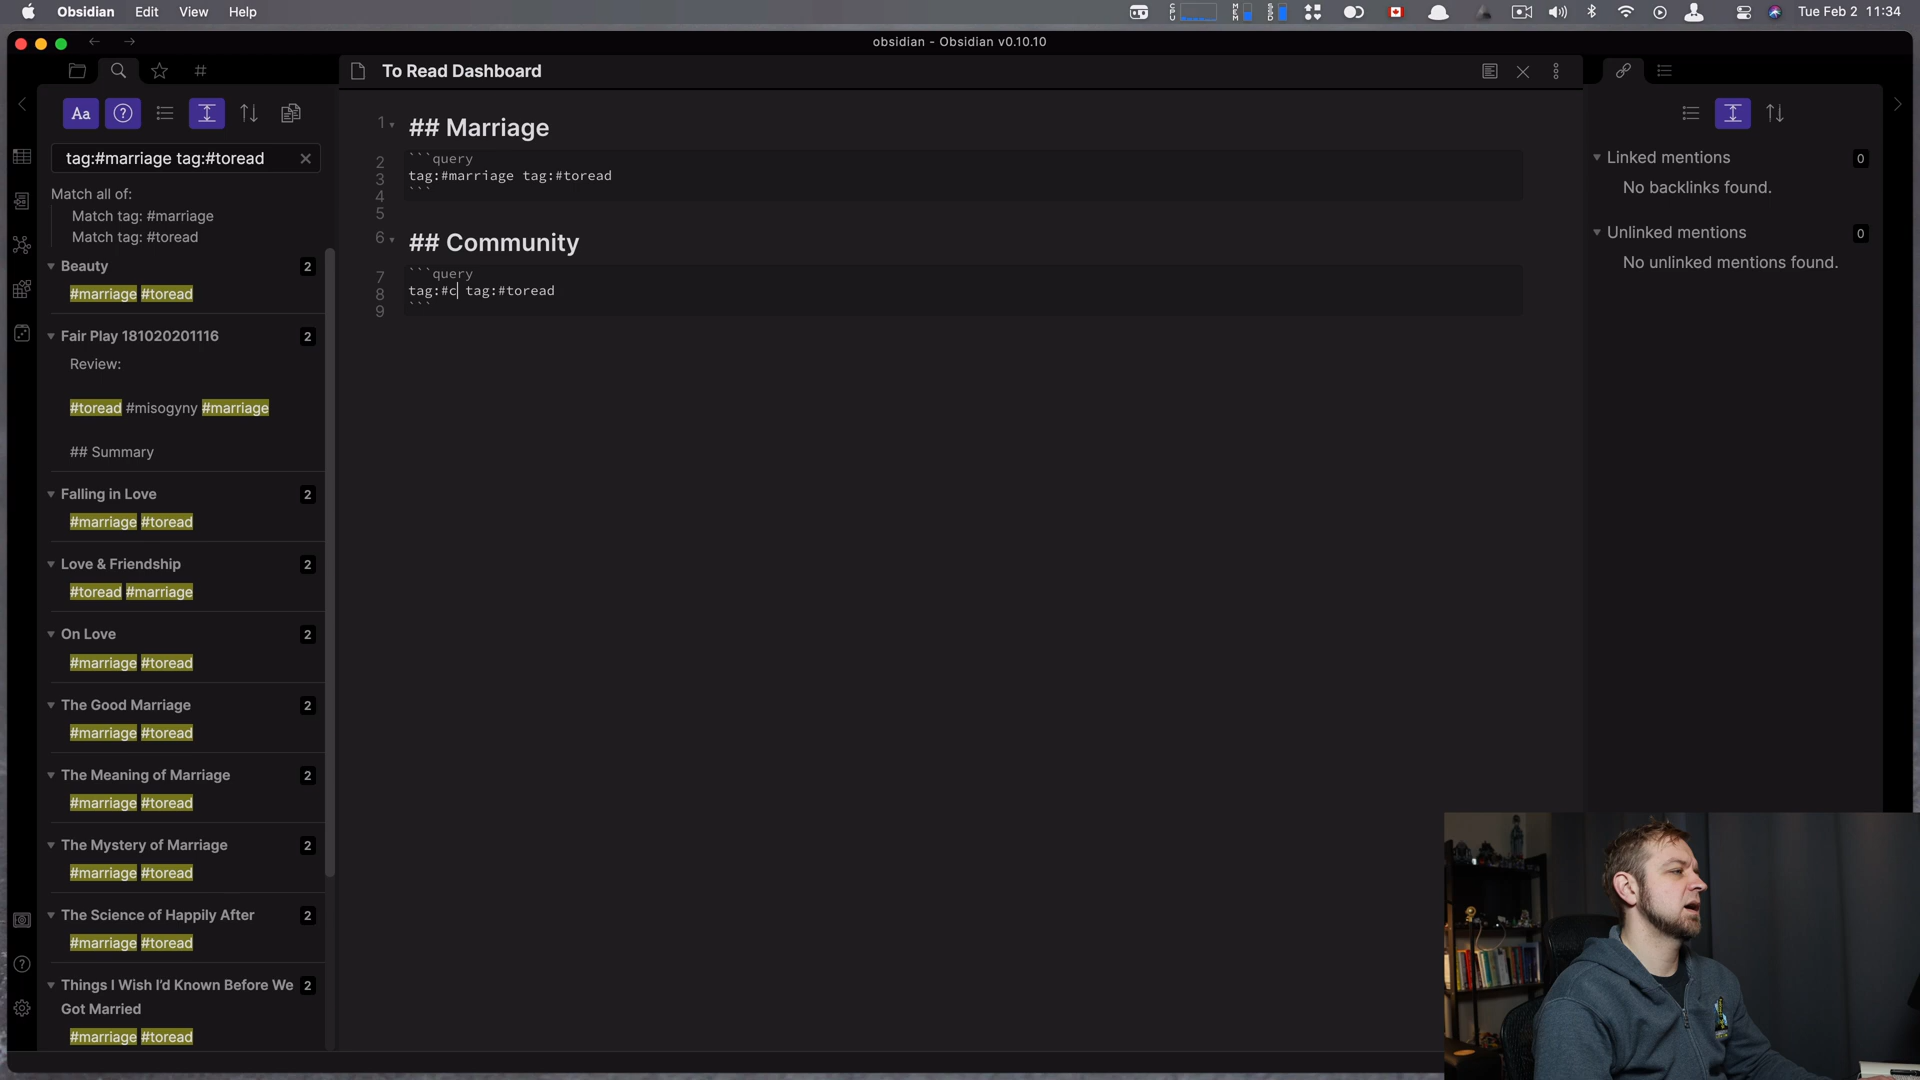 Obsidian Edit View Help
CPU MEM SSD Tue Feb 2 11:34
obsidian - Obsidian v0.10.10
To Read Dashboard
Aa
tag:#marriage tag:#toread
Match all of:
Match tag: #marriage
Match tag: #toread
Beauty 2
#marriage #toread
Fair Play 181020201116 2
Review:
#toread #misogyny #marriage
## Summary
Falling in Love 2
#marriage #toread
Love & Friendship 2
#toread #marriage
On Love 2
#marriage #toread
The Good Marriage 2
#marriage #toread
The Meaning of Marriage 2
#marriage #toread
The Mystery of Marriage 2
#marriage #toread
The Science of Happily After 2
#marriage #toread
Things I Wish I'd Known Before We 2
Got Married
#marriage #toread
1 ## Marriage
2 ```query
3 tag:#marriage tag:#toread
4 ```
5
6 ## Community
7 ```query
8 tag:#c tag:#toread
9 ```
Linked mentions 0
No backlinks found.
Unlinked mentions 0
No unlinked mentions found.